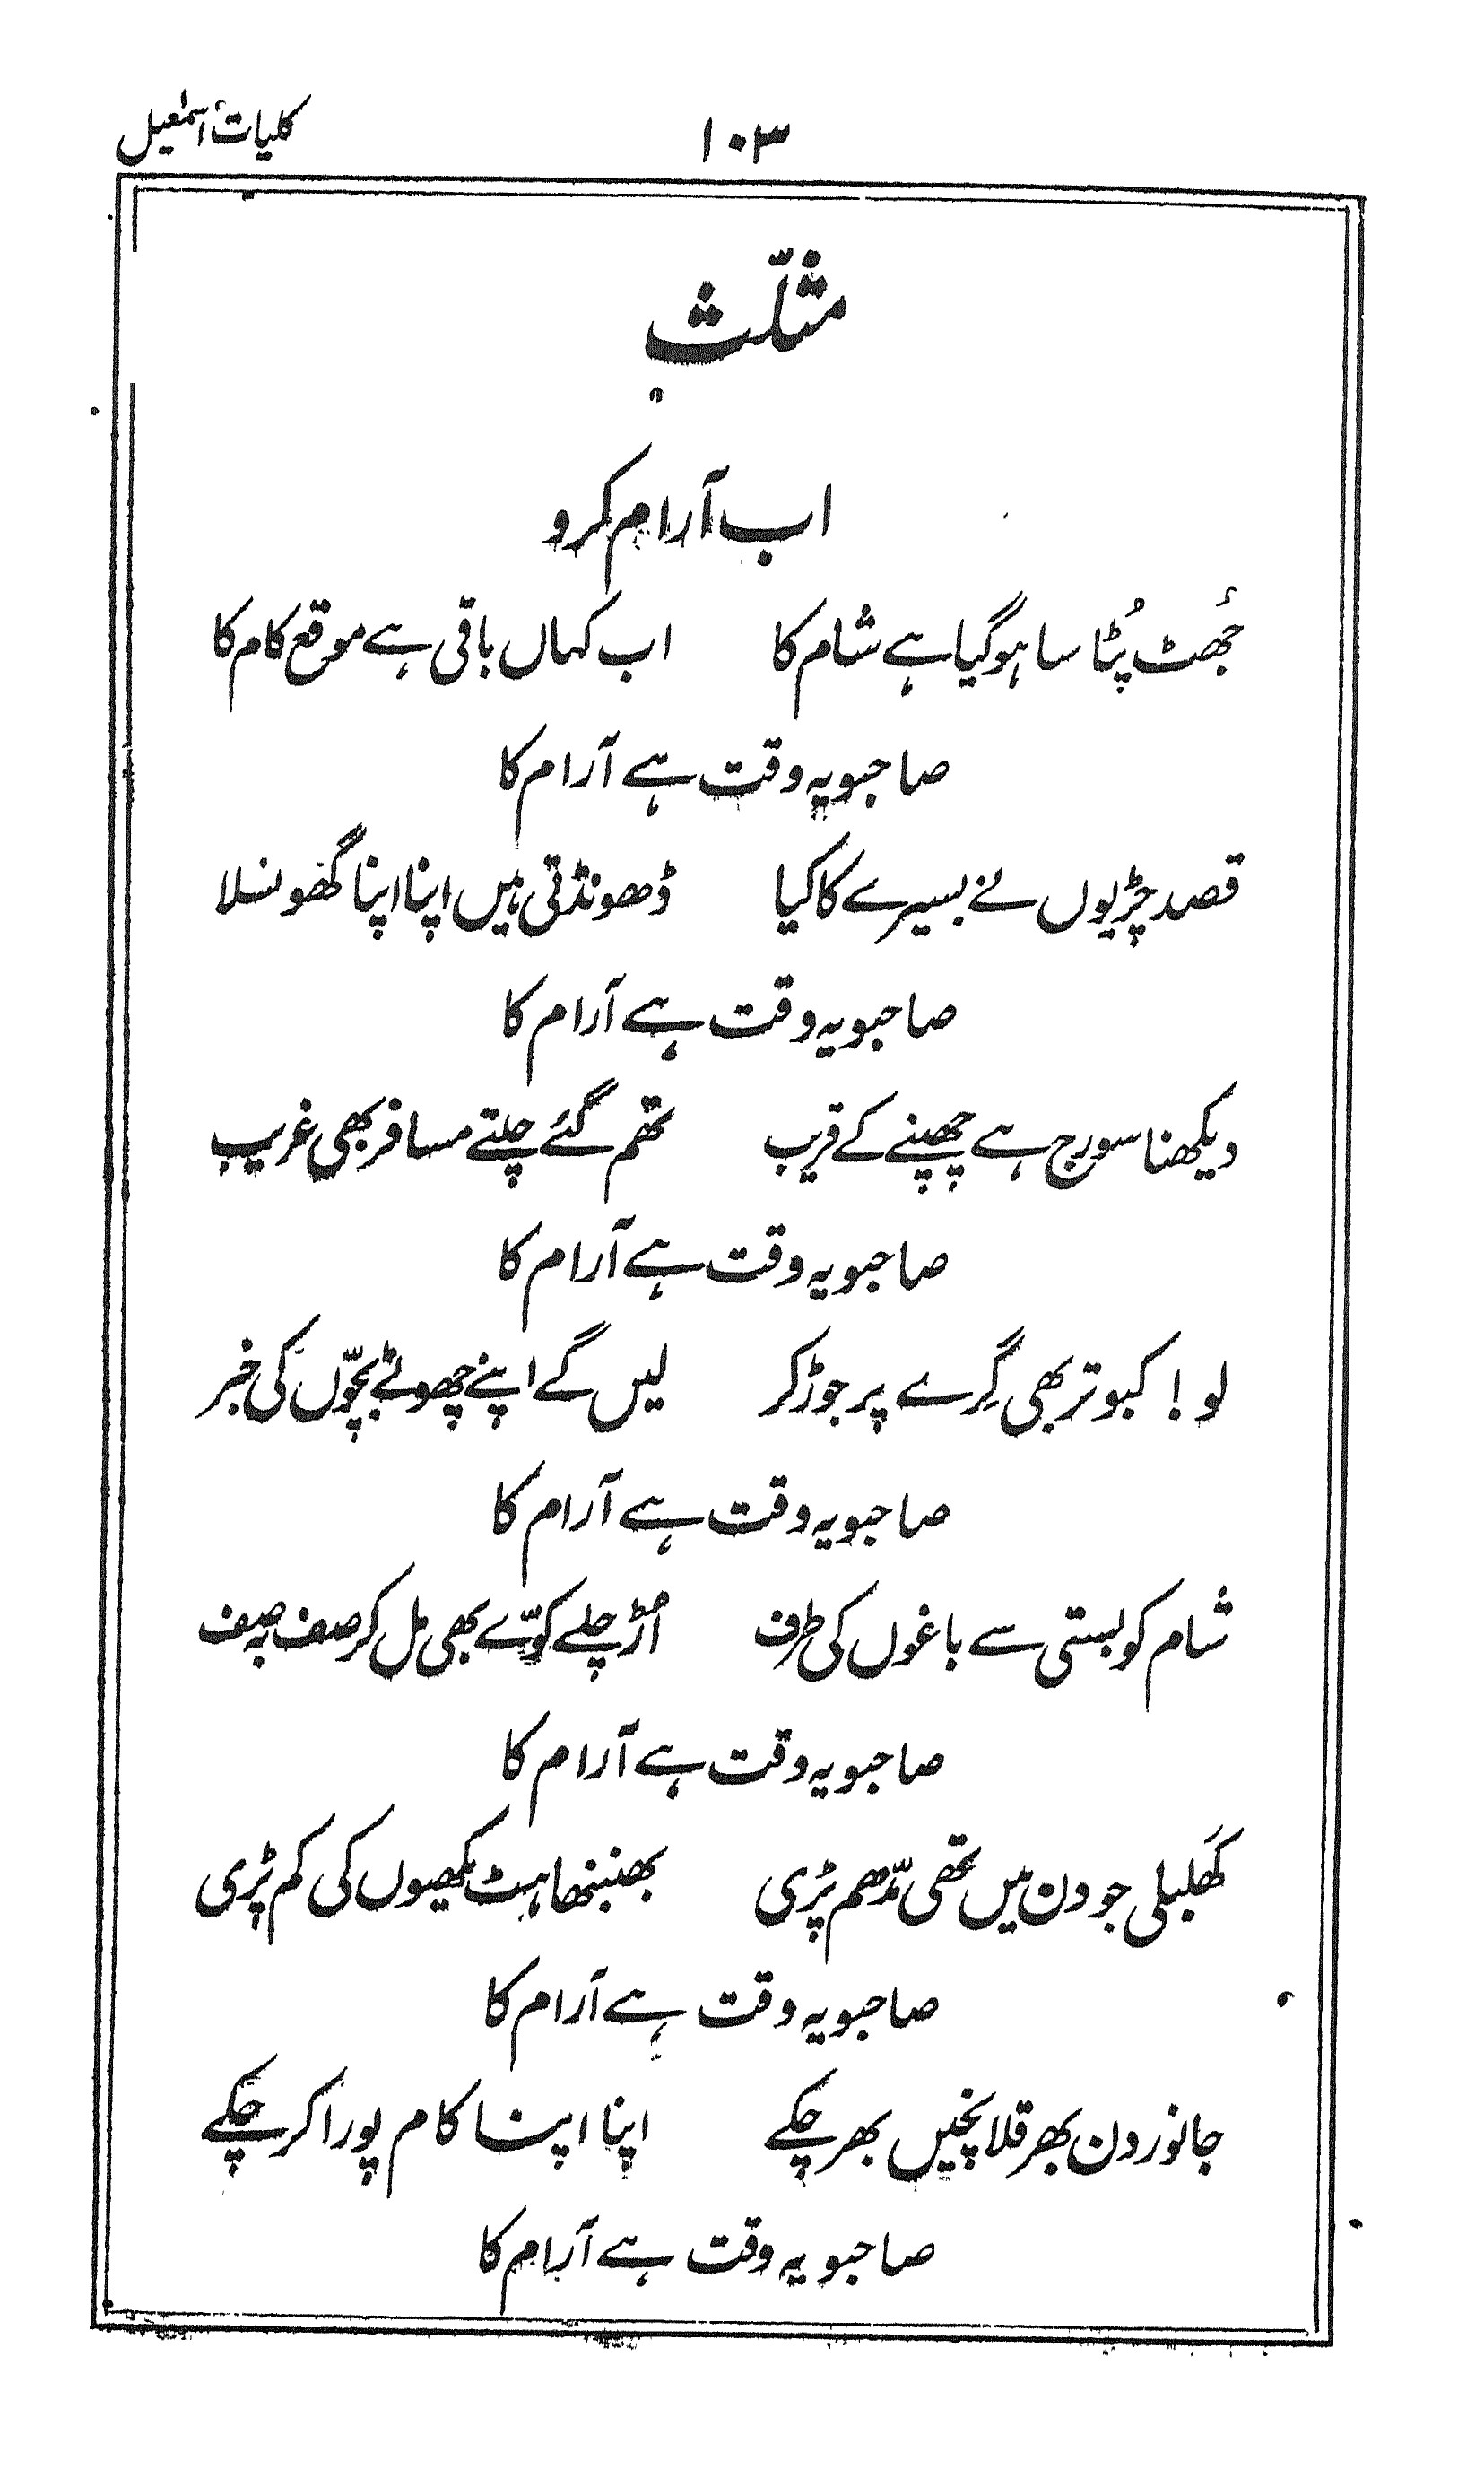 ۱۰۳ کلیات اسمٰعیل
مثلّث
اب آرام کرو
جُھٹ پُٹا سا ہوگیا ہے شام کا اب کہاں باقی ہے موقع کام کا
صاحبو یہ وقت ہے آرام کا
قصد چڑیوں نے بسیرے کا کیا ڈھونڈتی ہیں اپنا اپنا گھونسلا
صاحبو یہ وقت ہے آرام کا
دیکھنا سورج ہے چھپنے کے قریب تھم گئے چلتے مسافر بھی غریب
صاحبو یہ وقت ہے آرام کا
لو! کبوتر بھی گِرے پر جوڑ کر لیں گے اپنے چھوٹے بچّوں کی خبر
صاحبو یہ وقت ہے آرام کا
شام کو بستی سے باغوں کی طرف اُڑ چلے کوّے بھی مل کر صف بہ صف
صاحبو یہ وقت ہے آرام کا
کَھلبلی جو دن میں تھی مدّھم پڑی بھنبھناہٹ مکھیوں کی کم پڑی
صاحبو یہ وقت ہے آرام کا
جانور دن بھر قلانچیں بھر چکے اپنا اپنا کام پورا کر چکے
صاحبو یہ وقت ہے آرام کا